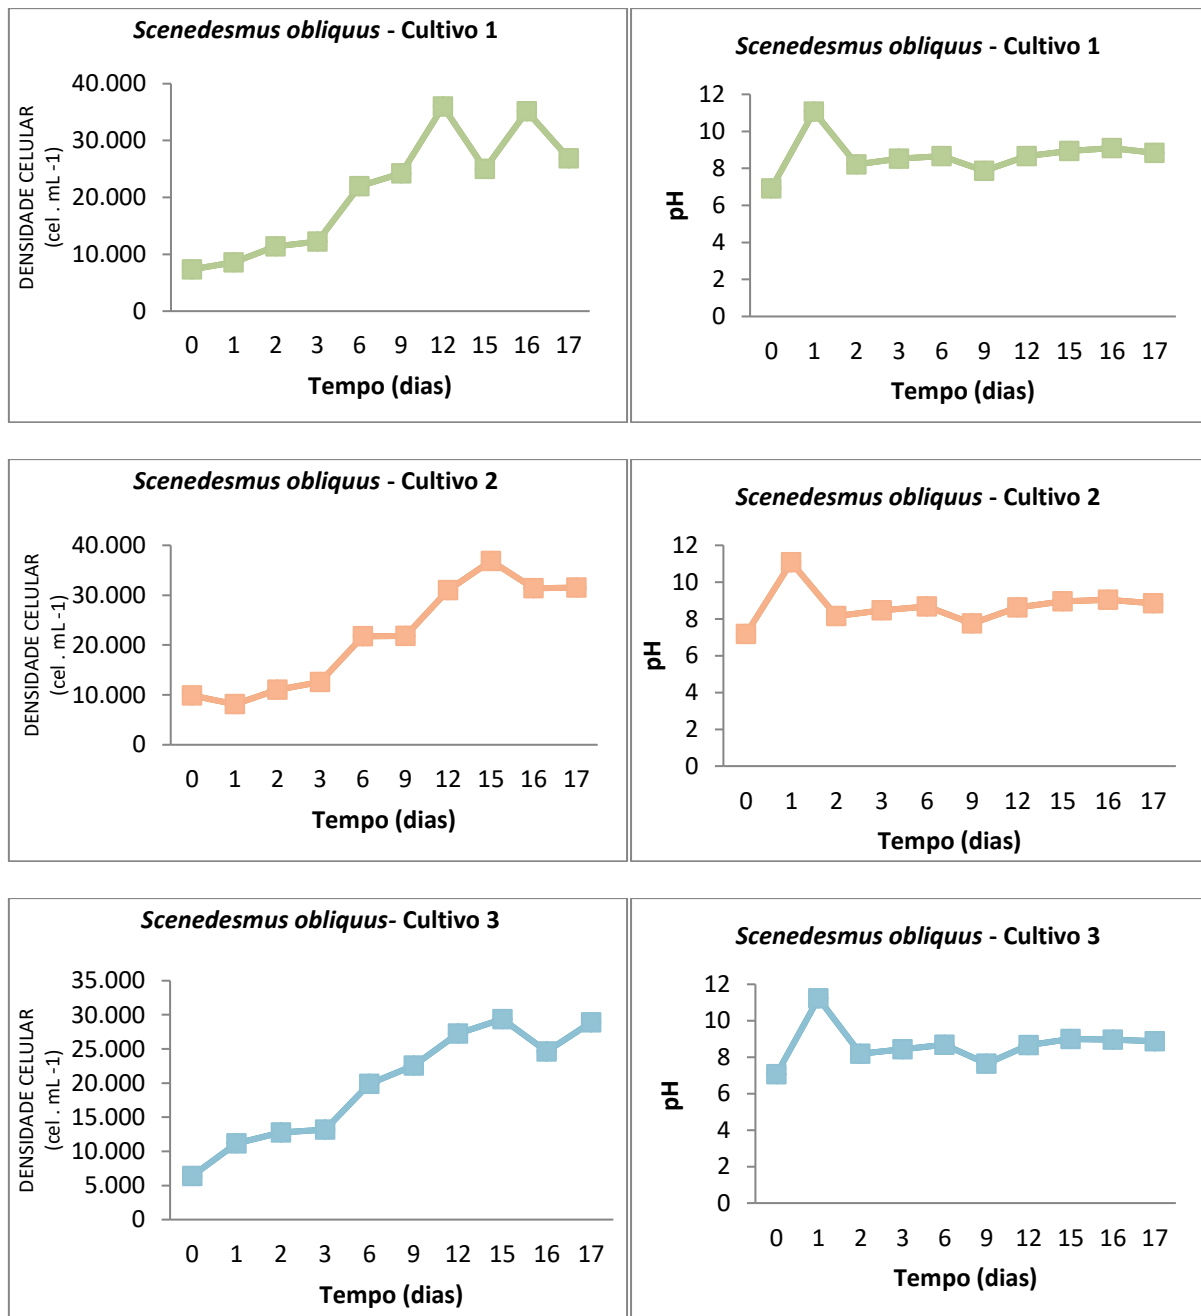 Scenedesmus obliquus - Cultivo 1
DENSIDADE CELULAR
(cel . mL -1)
40.000
30.000
20.000
10.000
0
0 1 2 3 6 9 12 15 16 17
Tempo (dias)
Scenedesmus obliquus - Cultivo 1
pH
12
10
8
6
4
2
0
0 1 2 3 6 9 12 15 16 17
Tempo (dias)
Scenedesmus obliquus - Cultivo 2
DENSIDADE CELULAR
(cel . mL -1)
40.000
30.000
20.000
10.000
0
0 1 2 3 6 9 12 15 16 17
Tempo (dias)
Scenedesmus obliquus - Cultivo 2
pH
12
10
8
6
4
2
0
0 1 2 3 6 9 12 15 16 17
Tempo (dias)
Scenedesmus obliquus- Cultivo 3
DENSIDADE CELULAR
(cel . mL -1)
35.000
30.000
25.000
20.000
15.000
10.000
5.000
0
0 1 2 3 6 9 12 15 16 17
Tempo (dias)
Scenedesmus obliquus - Cultivo 3
pH
12
10
8
6
4
2
0
0 1 2 3 6 9 12 15 16 17
Tempo (dias)